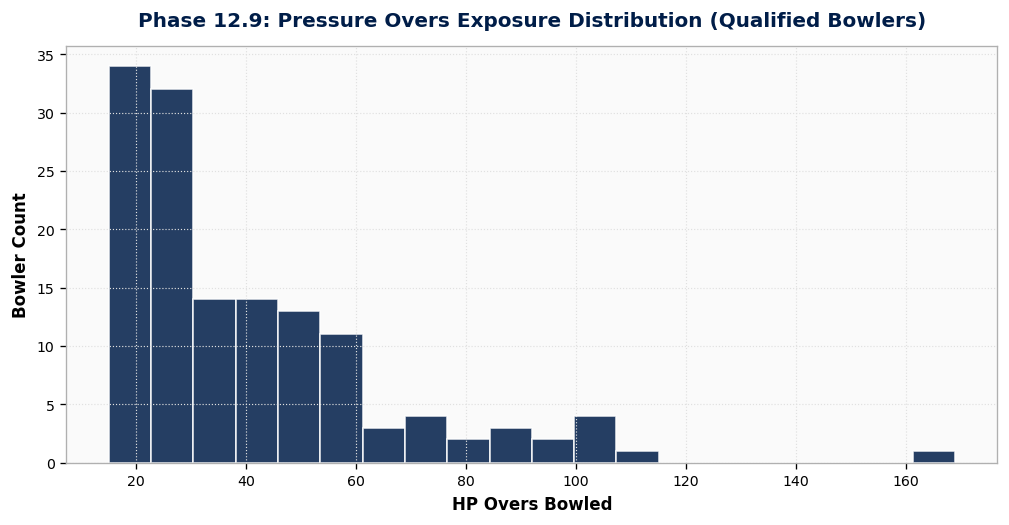 Phase 12.9: Pressure Overs Exposure Distribution (Qualified Bowlers)
35
30
25
20
15
10
5
0
Bowler Count
20 40 60 80 100 120 140 160
HP Overs Bowled